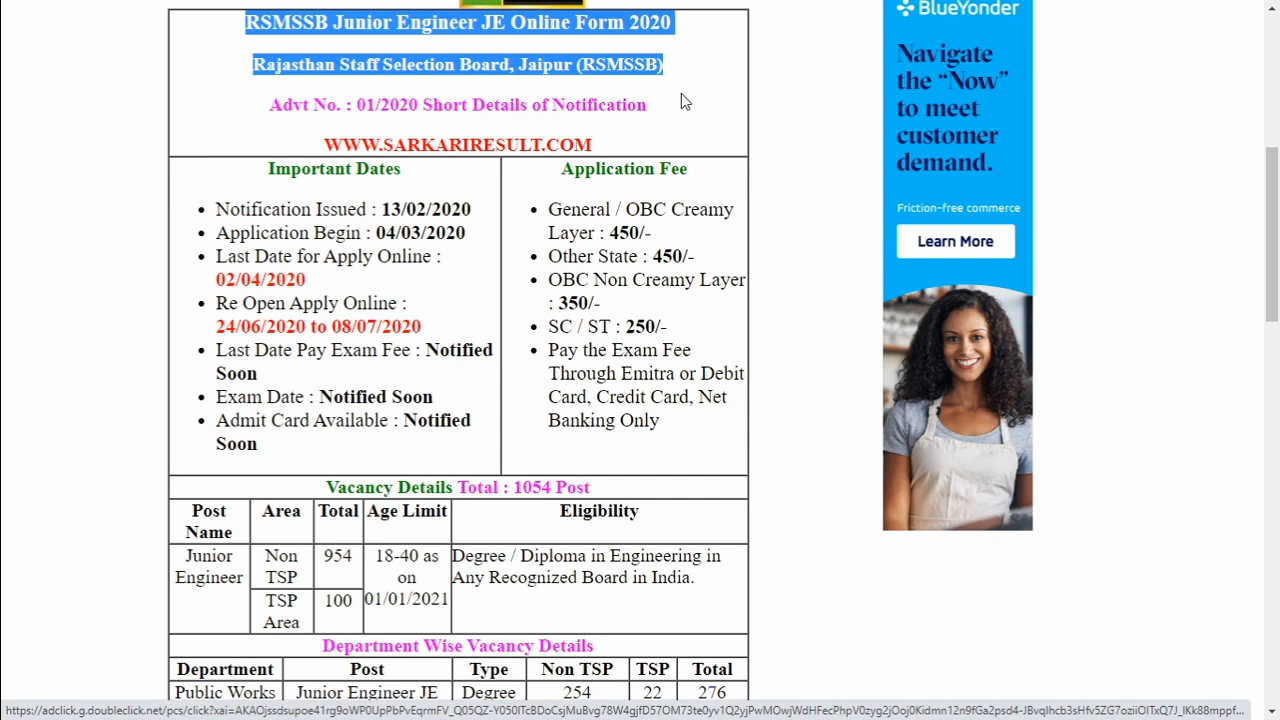 RSMSSB Junior Engineer JE Online Form 2020
Rajasthan Staff Selection Board, Jaipur (RSMSSB)
Advt No. : 01/2020 Short Details of Notification
WWW.SARKARIRESULT.COM
Important Dates
Notification Issued : 13/02/2020
Application Begin : 04/03/2020
Last Date for Apply Online :
02/04/2020
Re Open Apply Online :
24/06/2020 to 08/07/2020
Last Date Pay Exam Fee : Notified
Soon
Exam Date : Notified Soon
Admit Card Available : Notified
Soon
Application Fee
General / OBC Creamy
Layer : 450/-
Other State : 450/-
OBC Non Creamy Layer
: 350/-
SC / ST : 250/-
Pay the Exam Fee
Through Emitra or Debit
Card, Credit Card, Net
Banking Only
Vacancy Details Total : 1054 Post
Post Name Area Total Age Limit Eligibility
Junior Engineer Non TSP 954 18-40 as on 01/01/2021 Degree / Diploma in Engineering in
Any Recognized Board in India.
TSP Area 100
Department Wise Vacancy Details
Department Post Type Non TSP TSP Total
Public Works Junior Engineer JE Degree 254 22 276
BlueYonder
Navigate
the “Now”
to meet
customer
demand.
Friction-free commerce
Learn More